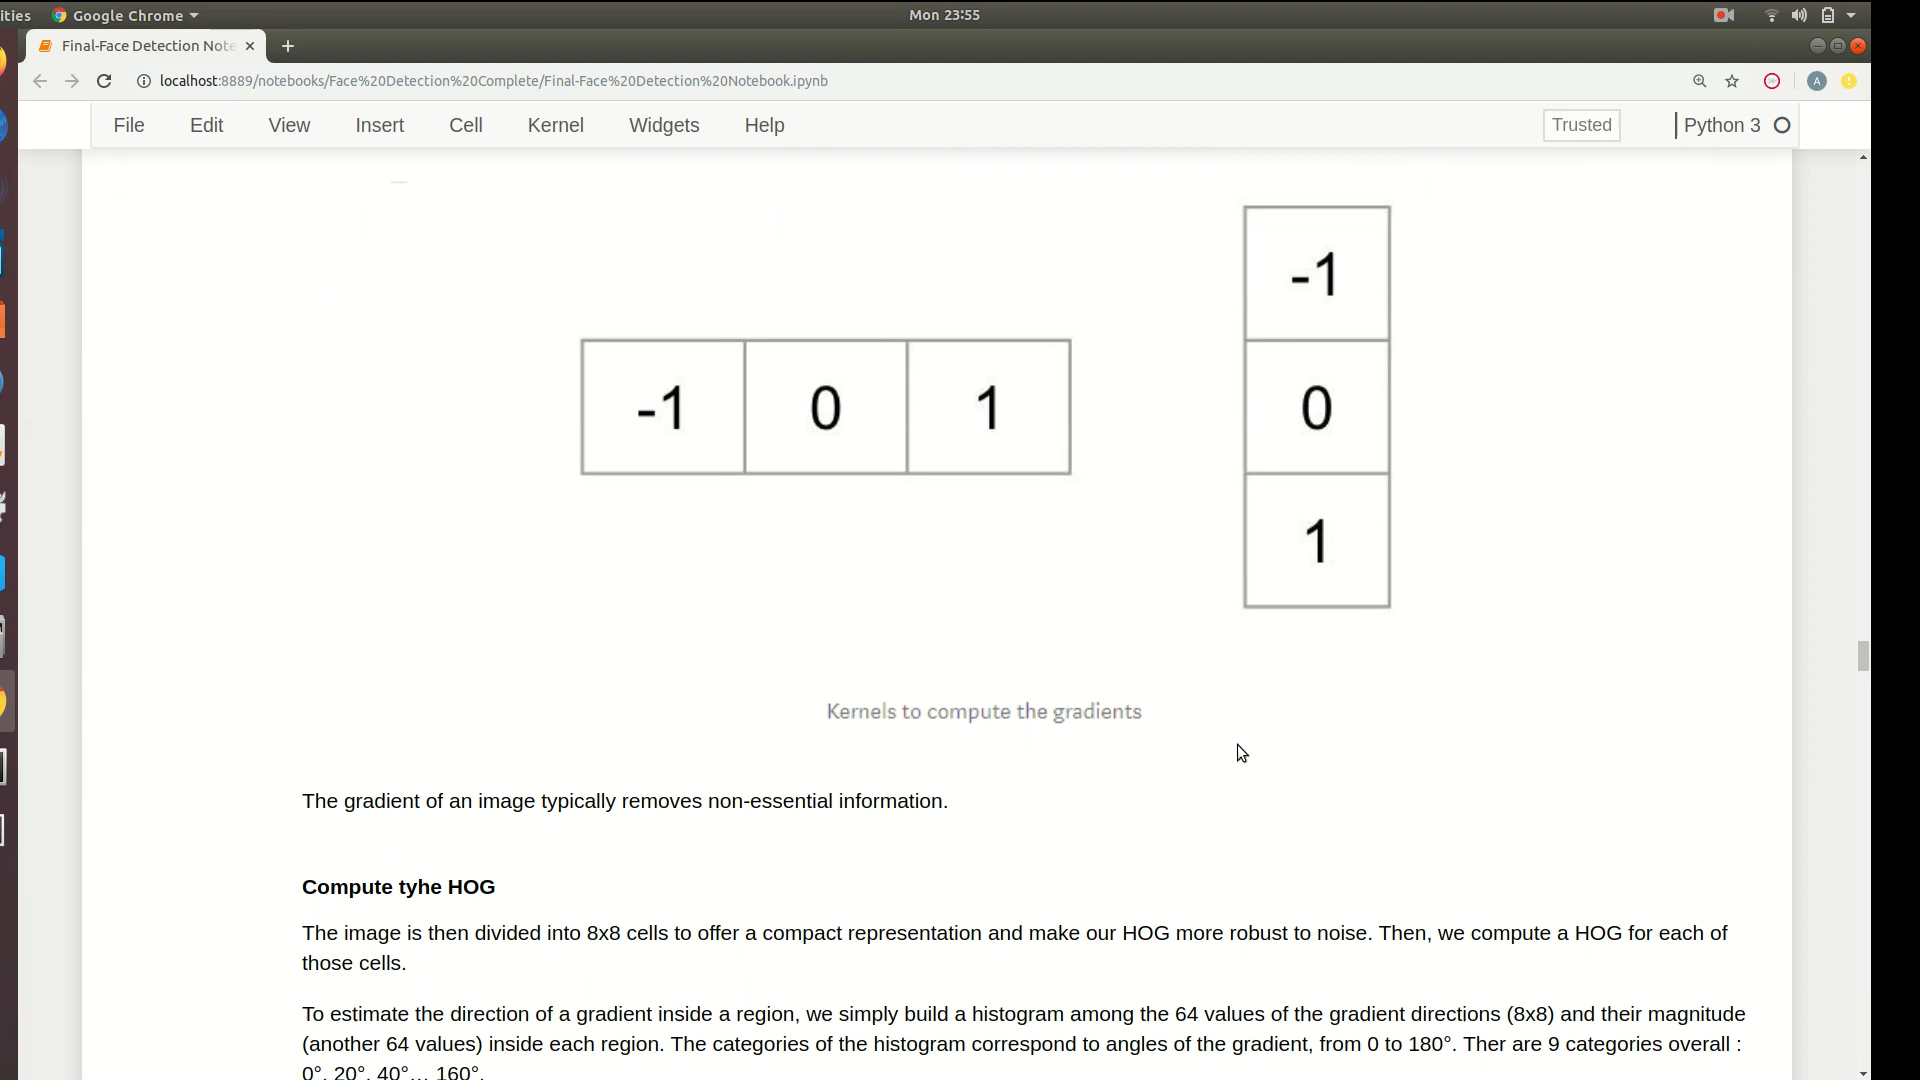 ities Google Chrome Mon 23:55
Final-Face Detection Note
localhost:8889/notebooks/Face%20Detection%20Complete/Final-Face%20Detection%20Notebook.ipynb A
File Edit View Insert Cell Kernel Widgets Help Trusted Python 3
-1
-1 0 1 0
1
Kernels to compute the gradients
The gradient of an image typically removes non-essential information.
Compute tyhe HOG
The image is then divided into 8x8 cells to offer a compact representation and make our HOG more robust to noise. Then, we compute a HOG for each of
those cells.
To estimate the direction of a gradient inside a region, we simply build a histogram among the 64 values of the gradient directions (8x8) and their magnitude
(another 64 values) inside each region. The categories of the histogram correspond to angles of the gradient, from 0 to 180°. Ther are 9 categories overall :
0°, 20°, 40°... 160°.